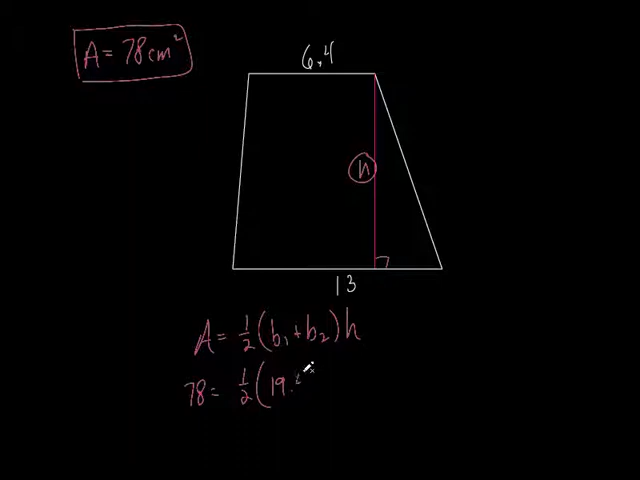 A = 78cm²
6.4
h
13
A = 1/2 (b₁ + b₂) h
78 = 1/2 (19.